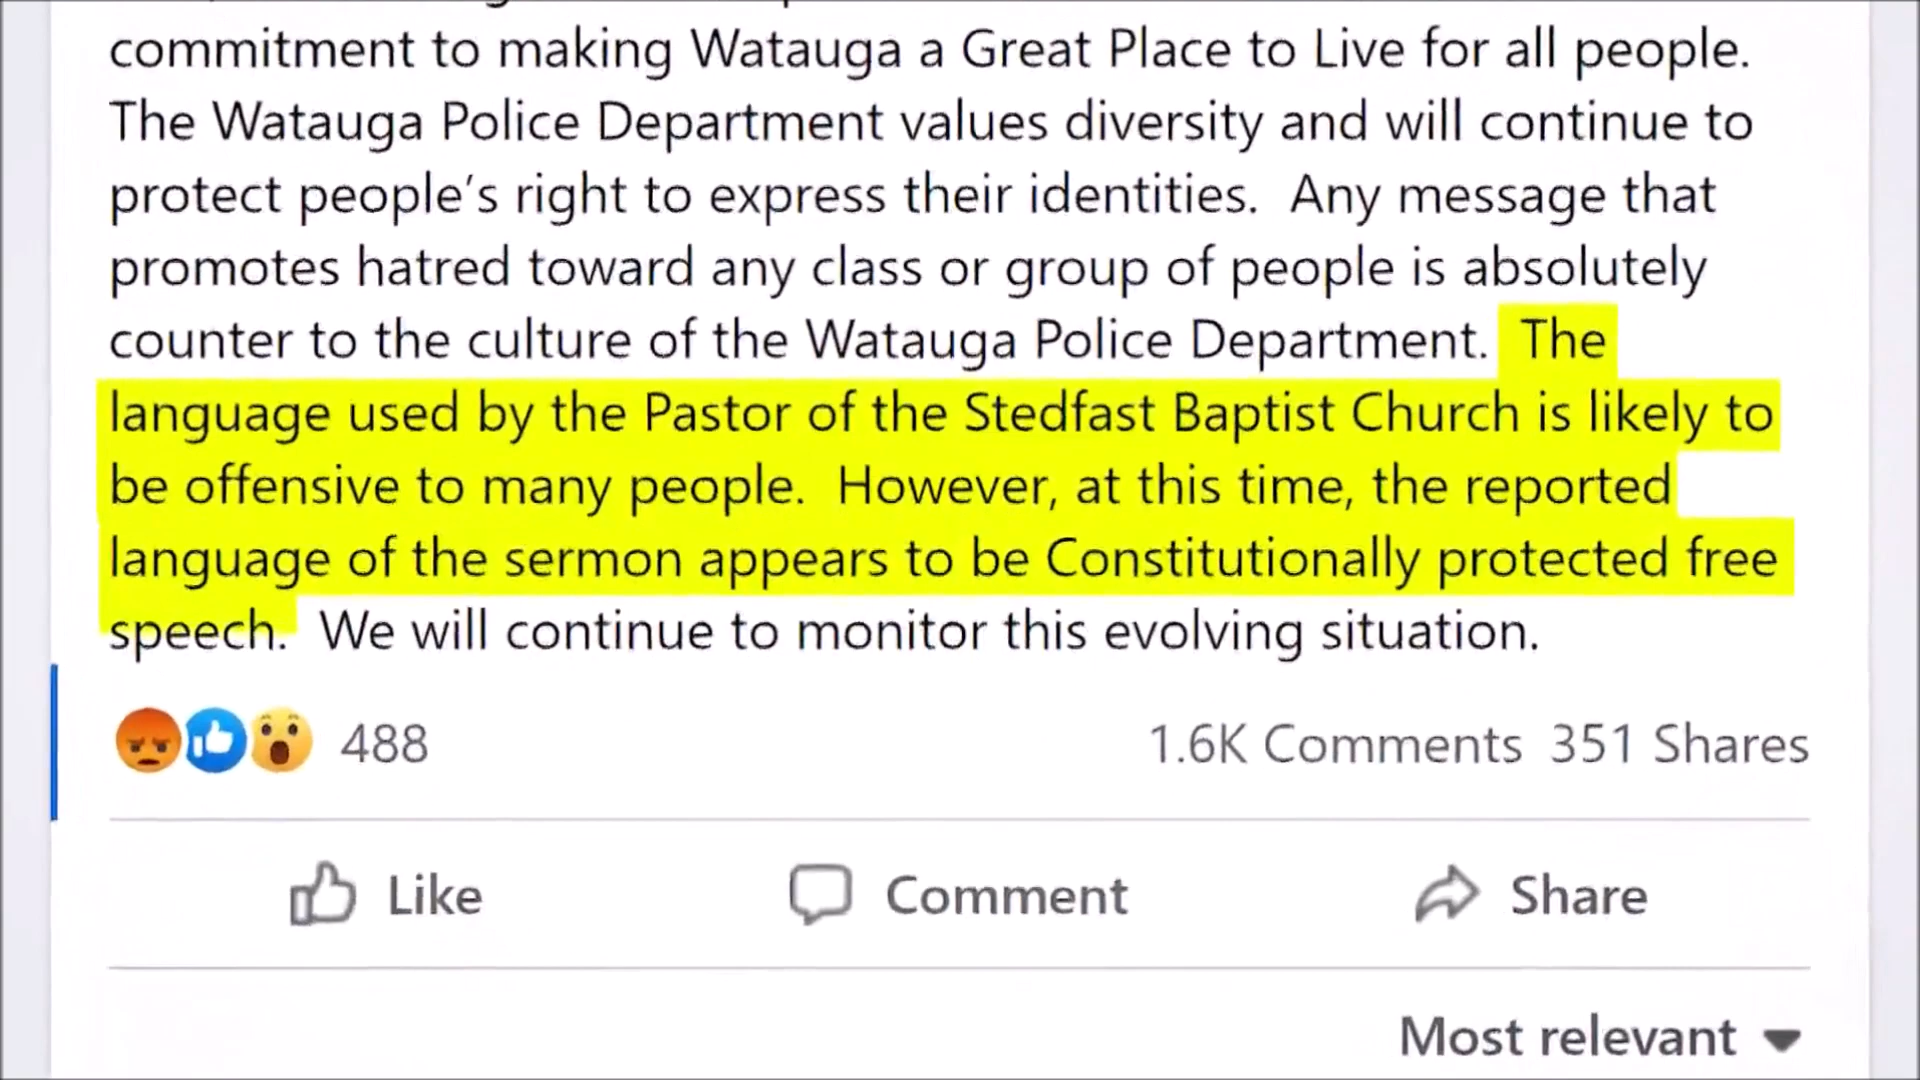 commitment to making Watauga a Great Place to Live for all people.
The Watauga Police Department values diversity and will continue to
protect people's right to express their identities.  Any message that
promotes hatred toward any class or group of people is absolutely
counter to the culture of the Watauga Police Department.  The
language used by the Pastor of the Stedfast Baptist Church is likely to
be offensive to many people.  However, at this time, the reported
language of the sermon appears to be Constitutionally protected free
speech.  We will continue to monitor this evolving situation.
488 1.6K Comments 351 Shares
Like Comment Share
Most relevant